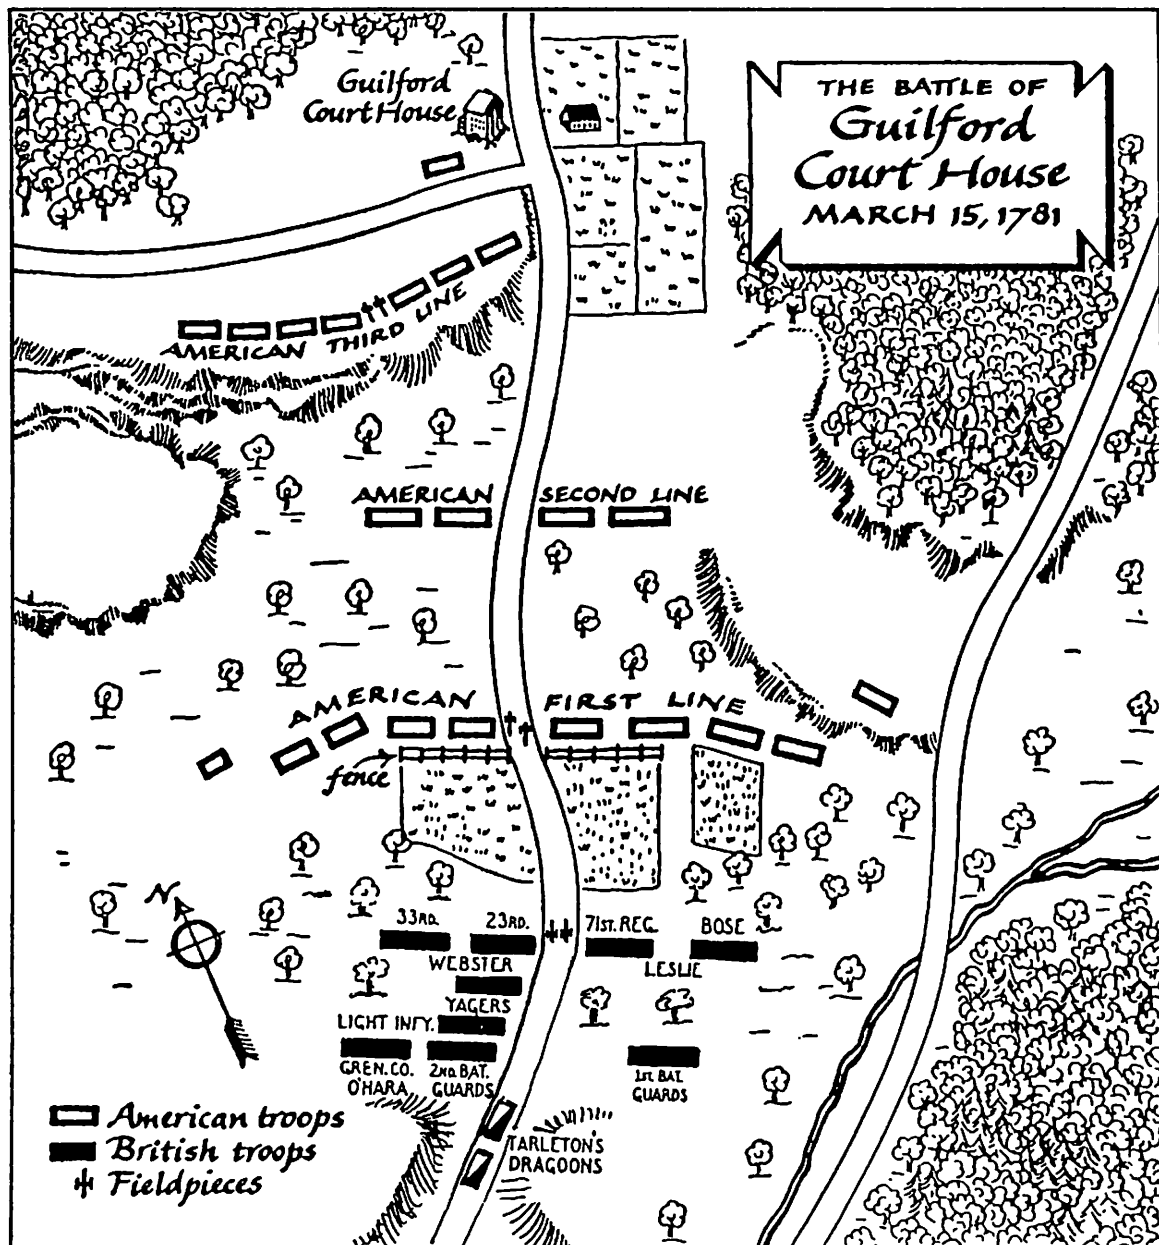 THE BATTLE OF
Guilford
Court House
MARCH 15, 1781
Guilford
Court House
AMERICAN THIRD LINE
AMERICAN SECOND LINE
AMERICAN FIRST LINE
fence
N
33RD.
23RD.
71ST. REG.
BOSE
WEBSTER
LESLIE
YAGERS
LIGHT INFY.
GREN. CO.
O'HARA
2ND BAT.
GUARDS
1ST. BAT.
GUARDS
TARLETON'S
DRAGOONS
American troops
British troops
Fieldpieces